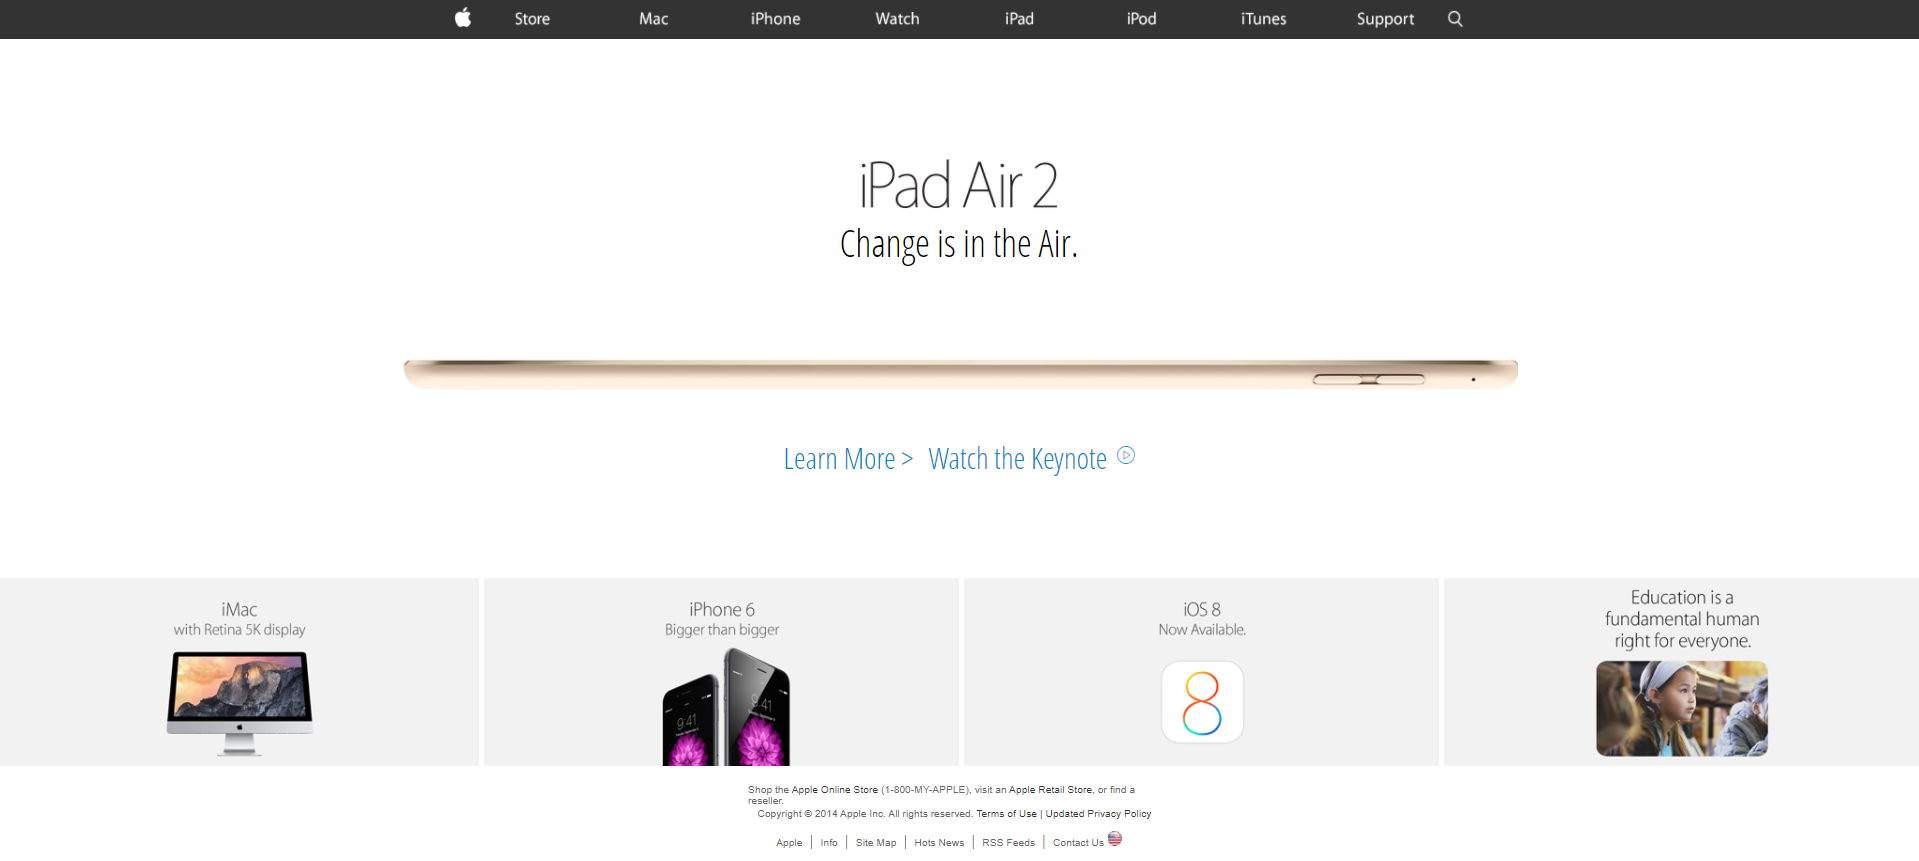 Store Mac iPhone Watch iPad iPod iTunes Support
iPad Air 2
Change is in the Air.
Learn More > Watch the Keynote
iMac
with Retina 5K display
iPhone 6
Bigger than bigger
9:41
9:41
iOS 8
Now Available.
8
Education is a
fundamental human
right for everyone.
Shop the Apple Online Store (1-800-MY-APPLE), visit an Apple Retail Store, or find a
reseller.
Copyright © 2014 Apple Inc. All rights reserved. Terms of Use | Updated Privacy Policy
Apple | Info | Site Map | Hots News | RSS Feeds | Contact Us